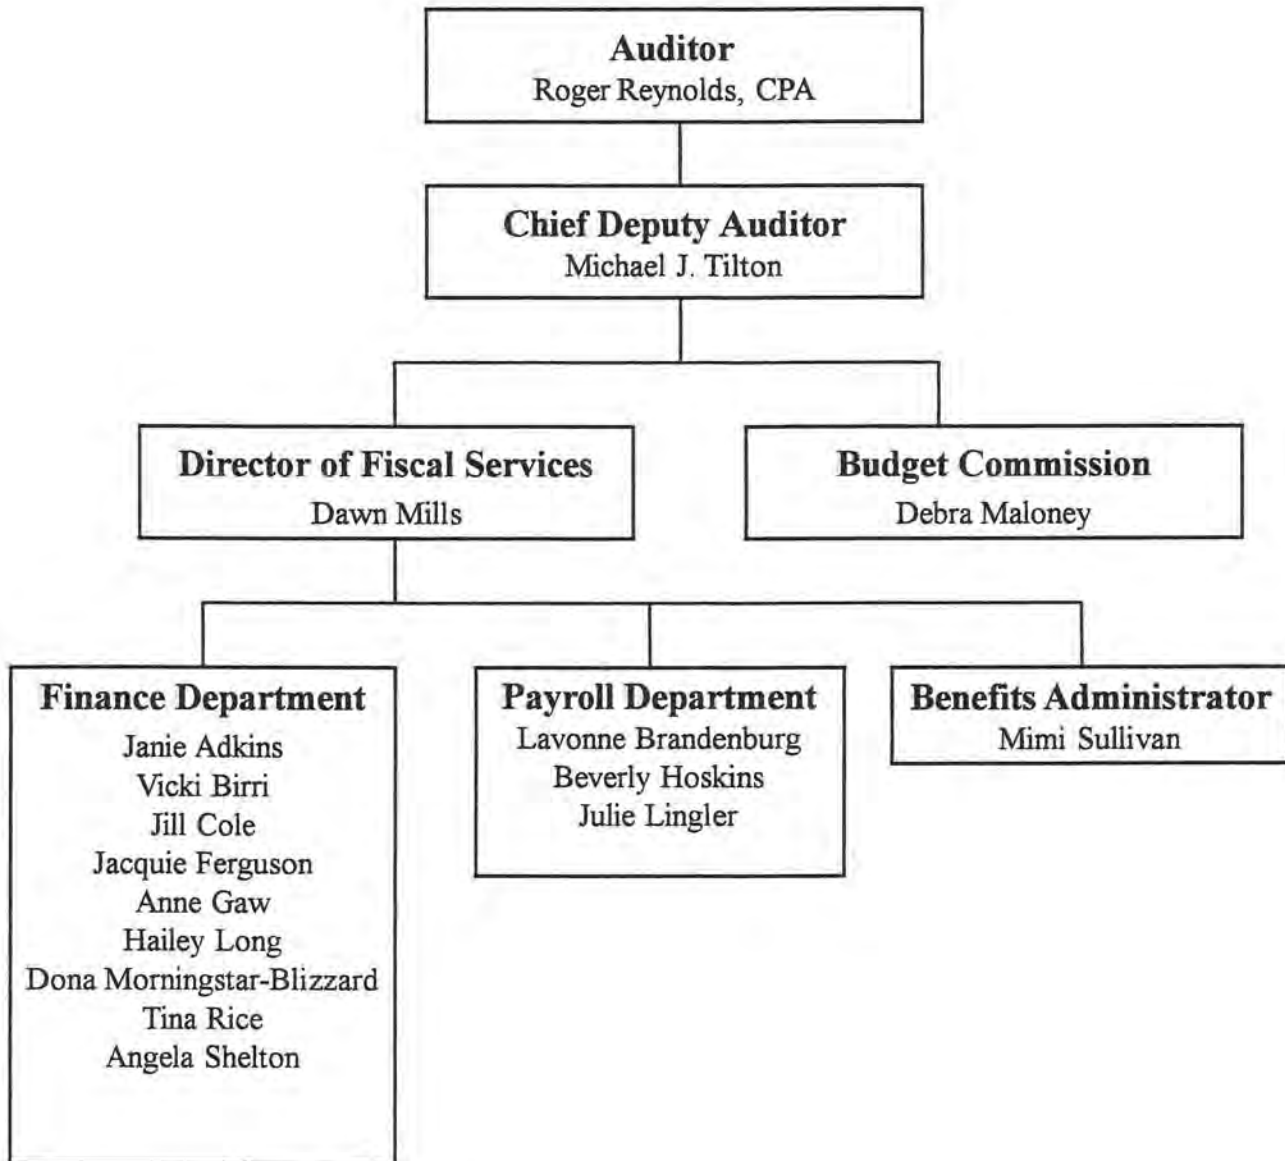 Auditor
Roger Reynolds, CPA
Chief Deputy Auditor
Michael J. Tilton
Director of Fiscal Services
Dawn Mills
Budget Commission
Debra Maloney
Finance Department
Janie Adkins
Vicki Birri
Jill Cole
Jacquie Ferguson
Anne Gaw
Hailey Long
Dona Morningstar-Blizzard
Tina Rice
Angela Shelton
Payroll Department
Lavonne Brandenburg
Beverly Hoskins
Julie Lingler
Benefits Administrator
Mimi Sullivan